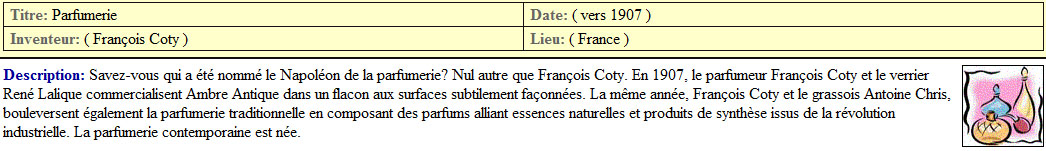 Titre: Parfumerie
Date: ( vers 1907 )
Inventeur: ( François Coty )
Lieu: ( France )
Description: Savez-vous qui a été nommé le Napoléon de la parfumerie? Nul autre que François Coty. En 1907, le parfumeur François Coty et le verrier
René Lalique commercialisent Ambre Antique dans un flacon aux surfaces subtilement façonnées. La même année, François Coty et le grassois Antoine Chris,
bouleversent également la parfumerie traditionnelle en composant des parfums alliant essences naturelles et produits de synthèse issus de la révolution
industrielle. La parfumerie contemporaine est née.